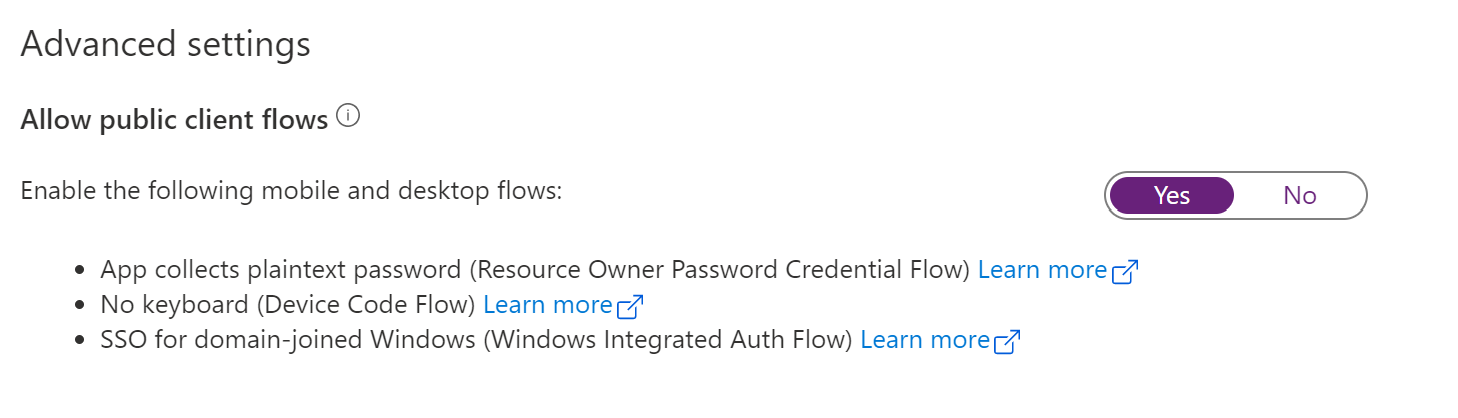 Advanced settings
Allow public client flows
Enable the following mobile and desktop flows:
Yes No
• App collects plaintext password (Resource Owner Password Credential Flow) Learn more
• No keyboard (Device Code Flow) Learn more
• SSO for domain-joined Windows (Windows Integrated Auth Flow) Learn more